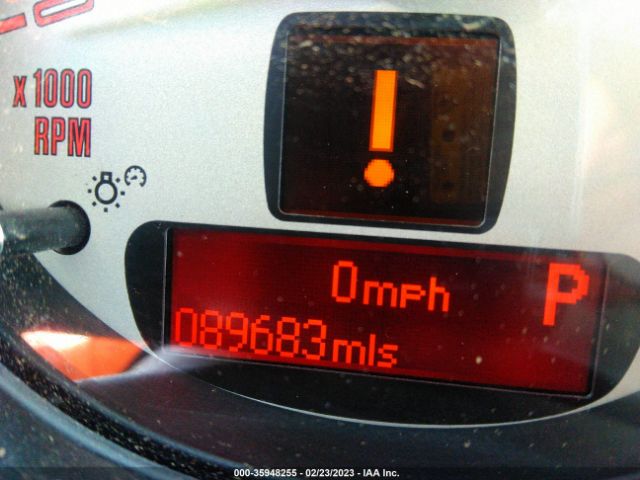 x 1000
RPM
!
0mph
P
089683mls
000-35948255 - 02/23/2023 - IAA Inc.